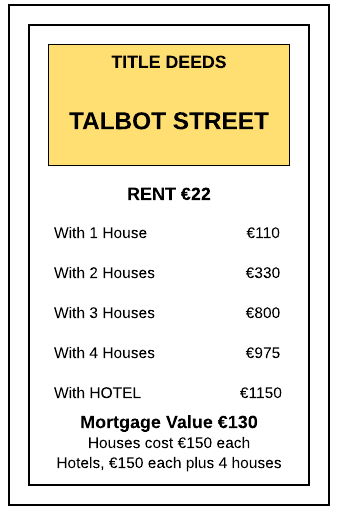 TITLE DEEDS
TALBOT STREET
RENT €22
With 1 House €110
With 2 Houses €330
With 3 Houses €800
With 4 Houses €975
With HOTEL €1150
Mortgage Value €130
Houses cost €150 each
Hotels, €150 each plus 4 houses